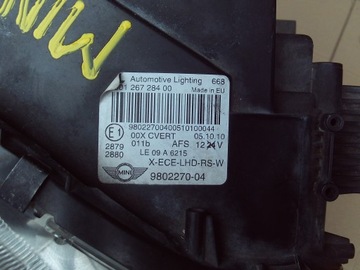 MINI
Automotive Lighting 668
01 267 284 00 Made in EU
98022700400510100044
E1 00X CVERT 05.10.10
2879 011b AFS 12 V
2880 LE 09 A 6215
X-ECE-LHD-RS-W
MINI 9802270-04